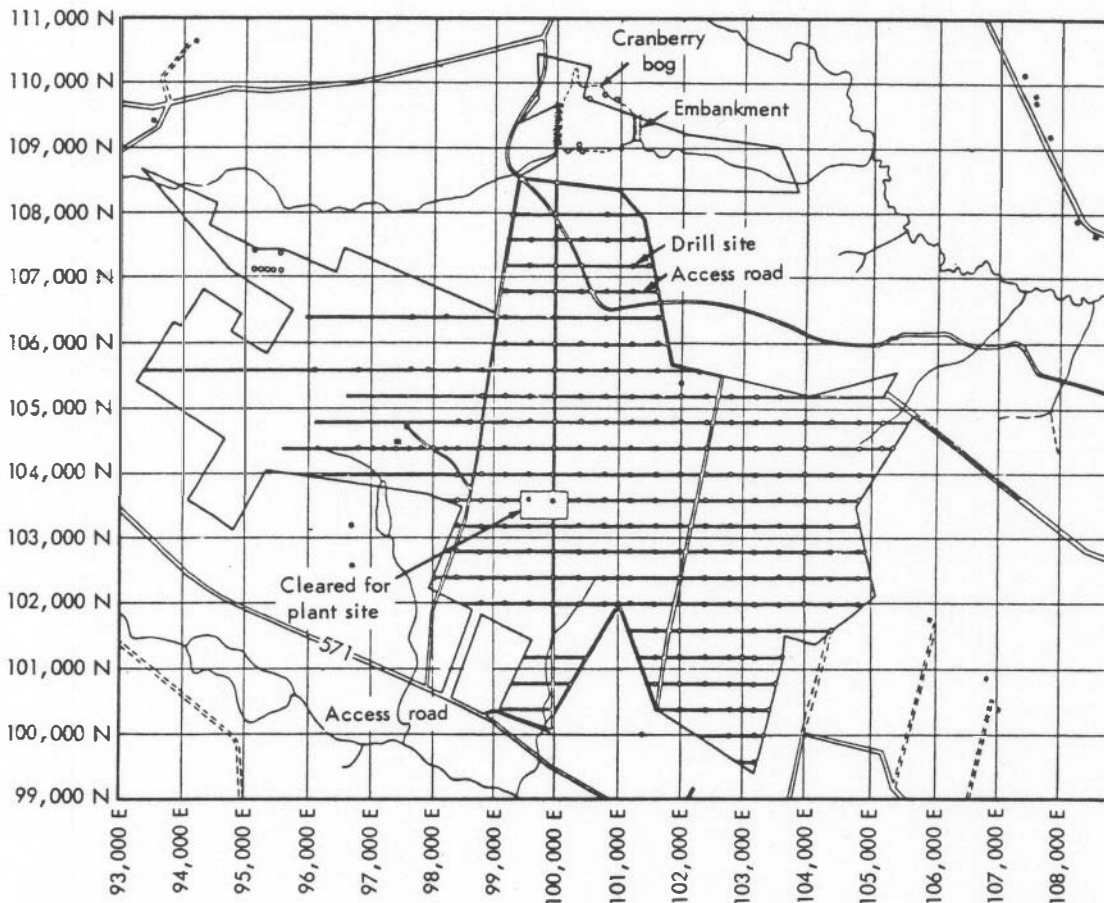 111,000 N
110,000 N
109,000 N
108,000 N
107,000 N
106,000 N
105,000 N
104,000 N
103,000 N
102,000 N
101,000 N
100,000 N
99,000 N
Cranberry
bog
Embankment
Drill site
Access road
Cleared for
plant site
571
Access road
93,000 E
94,000 E
95,000 E
96,000 E
97,000 E
98,000 E
99,000 E
100,000 E
101,000 E
102,000 E
103,000 E
104,000 E
105,000 E
106,000 E
107,000 E
108,000 E